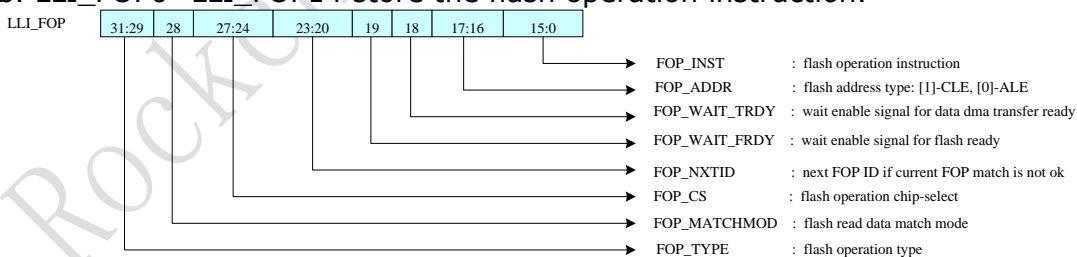 LLI_FOP 31:29 28 27:24 23:20 19 18 17:16 15:0
FOP_INST : flash operation instruction
FOP_ADDR : flash address type: [1]-CLE, [0]-ALE
FOP_WAIT_TRDY : wait enable signal for data dma transfer ready
FOP_WAIT_FRDY : wait enable signal for flash ready
FOP_NXTID : next FOP ID if current FOP match is not ok
FOP_CS : flash operation chip-select
FOP_MATCHMOD : flash read data match mode
FOP_TYPE : flash operation type